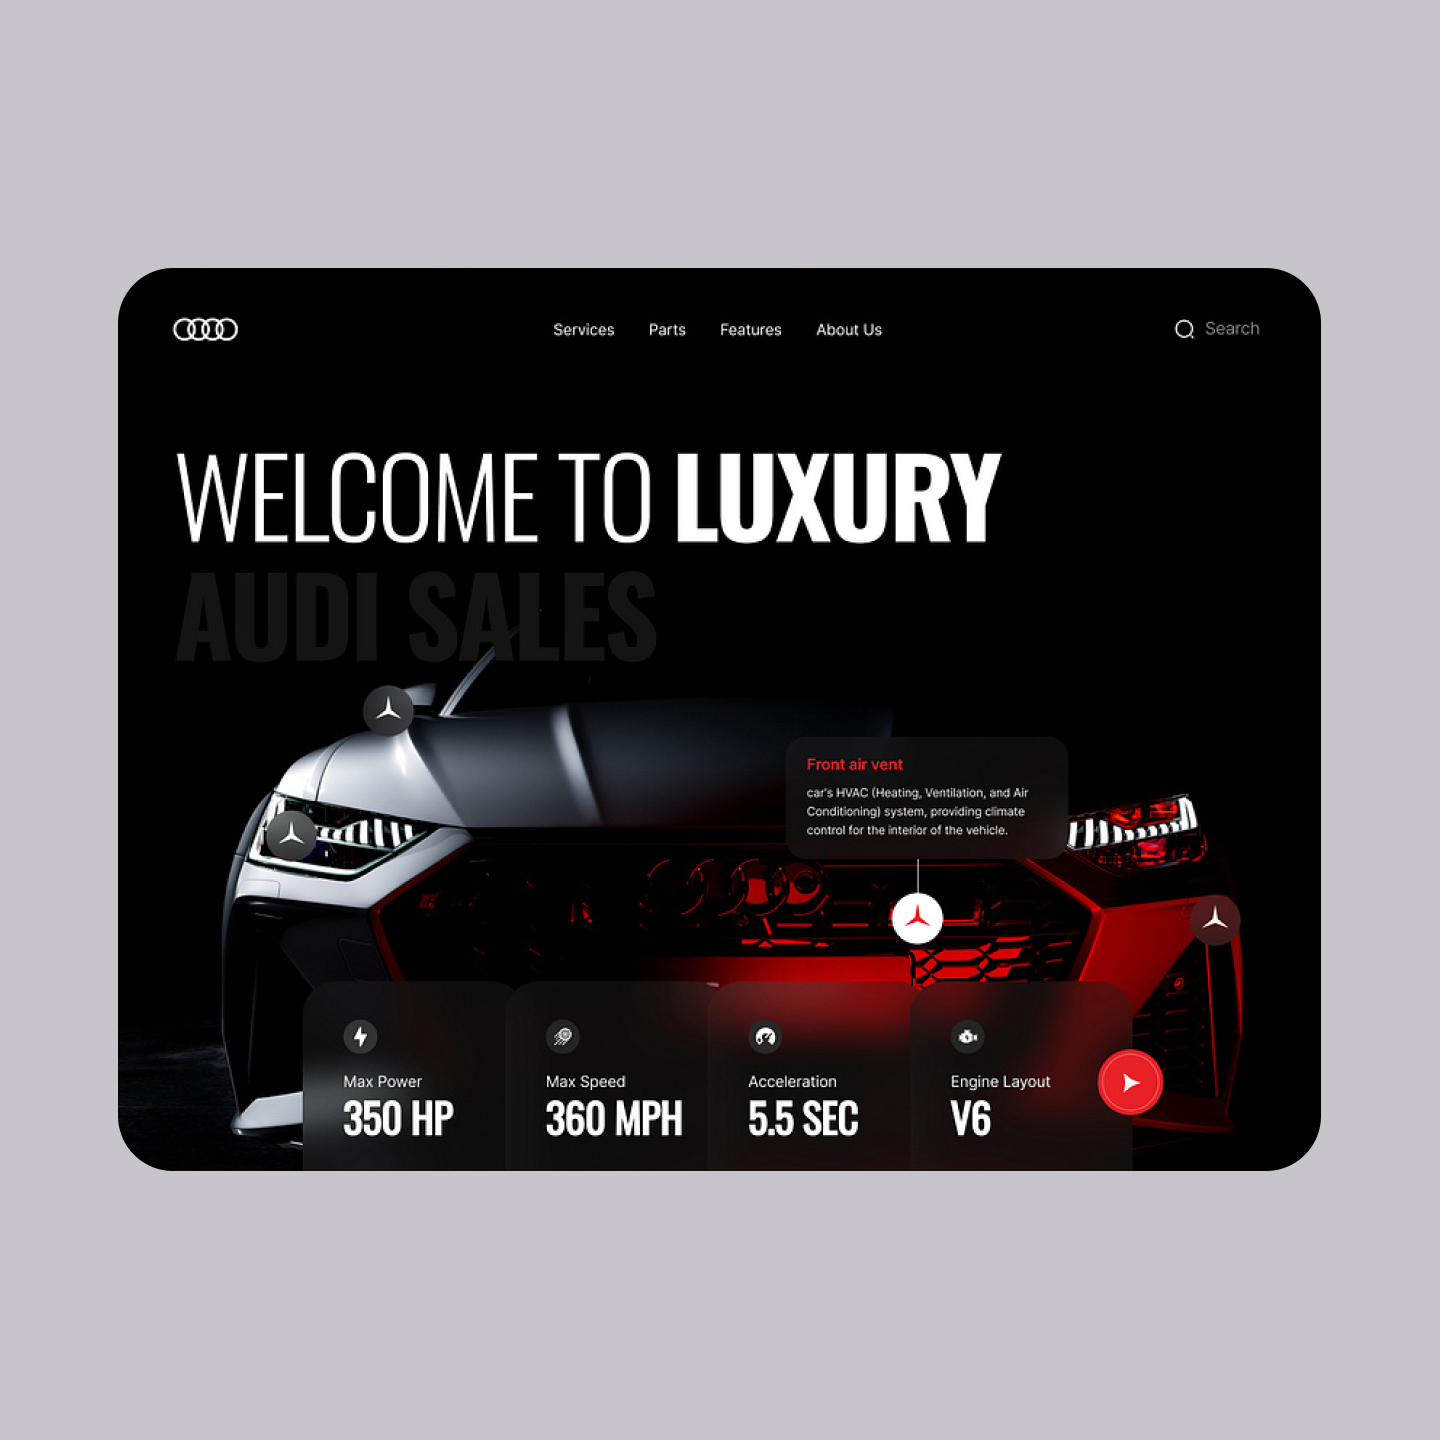 Services Parts Features About Us Search
WELCOME TO LUXURY
AUDI SALES
Front air vent
car's HVAC (Heating, Ventilation, and Air
Conditioning) system, providing climate
control for the interior of the vehicle.
Max Power
350 HP
Max Speed
360 MPH
Acceleration
5.5 SEC
Engine Layout
V6